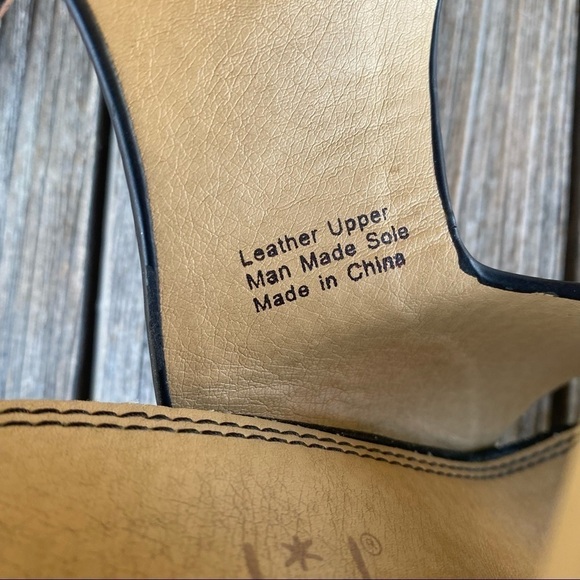 Leather Upper
Man Made Sole
Made in China